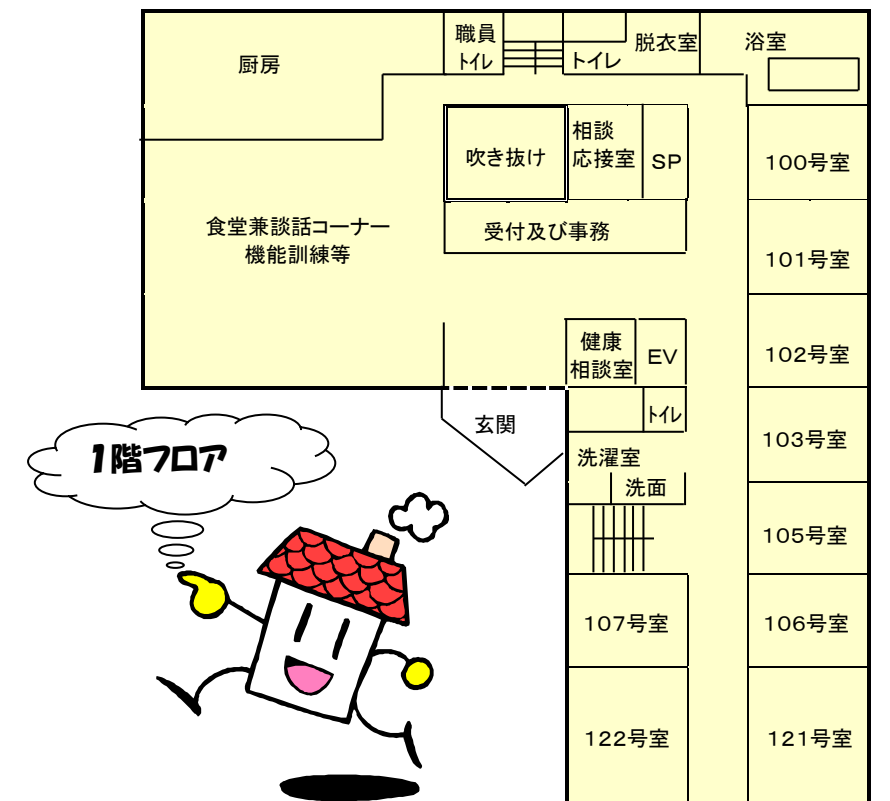 職員
トイレ
トイレ
脱衣室
浴室
厨房
吹き抜け
相談
応接室
SP
100号室
食堂兼談話コーナー
機能訓練等
受付及び事務
101号室
健康
相談室
EV
102号室
玄関
トイレ
103号室
1階フロア
洗濯室
洗面
105号室
107号室
106号室
122号室
121号室